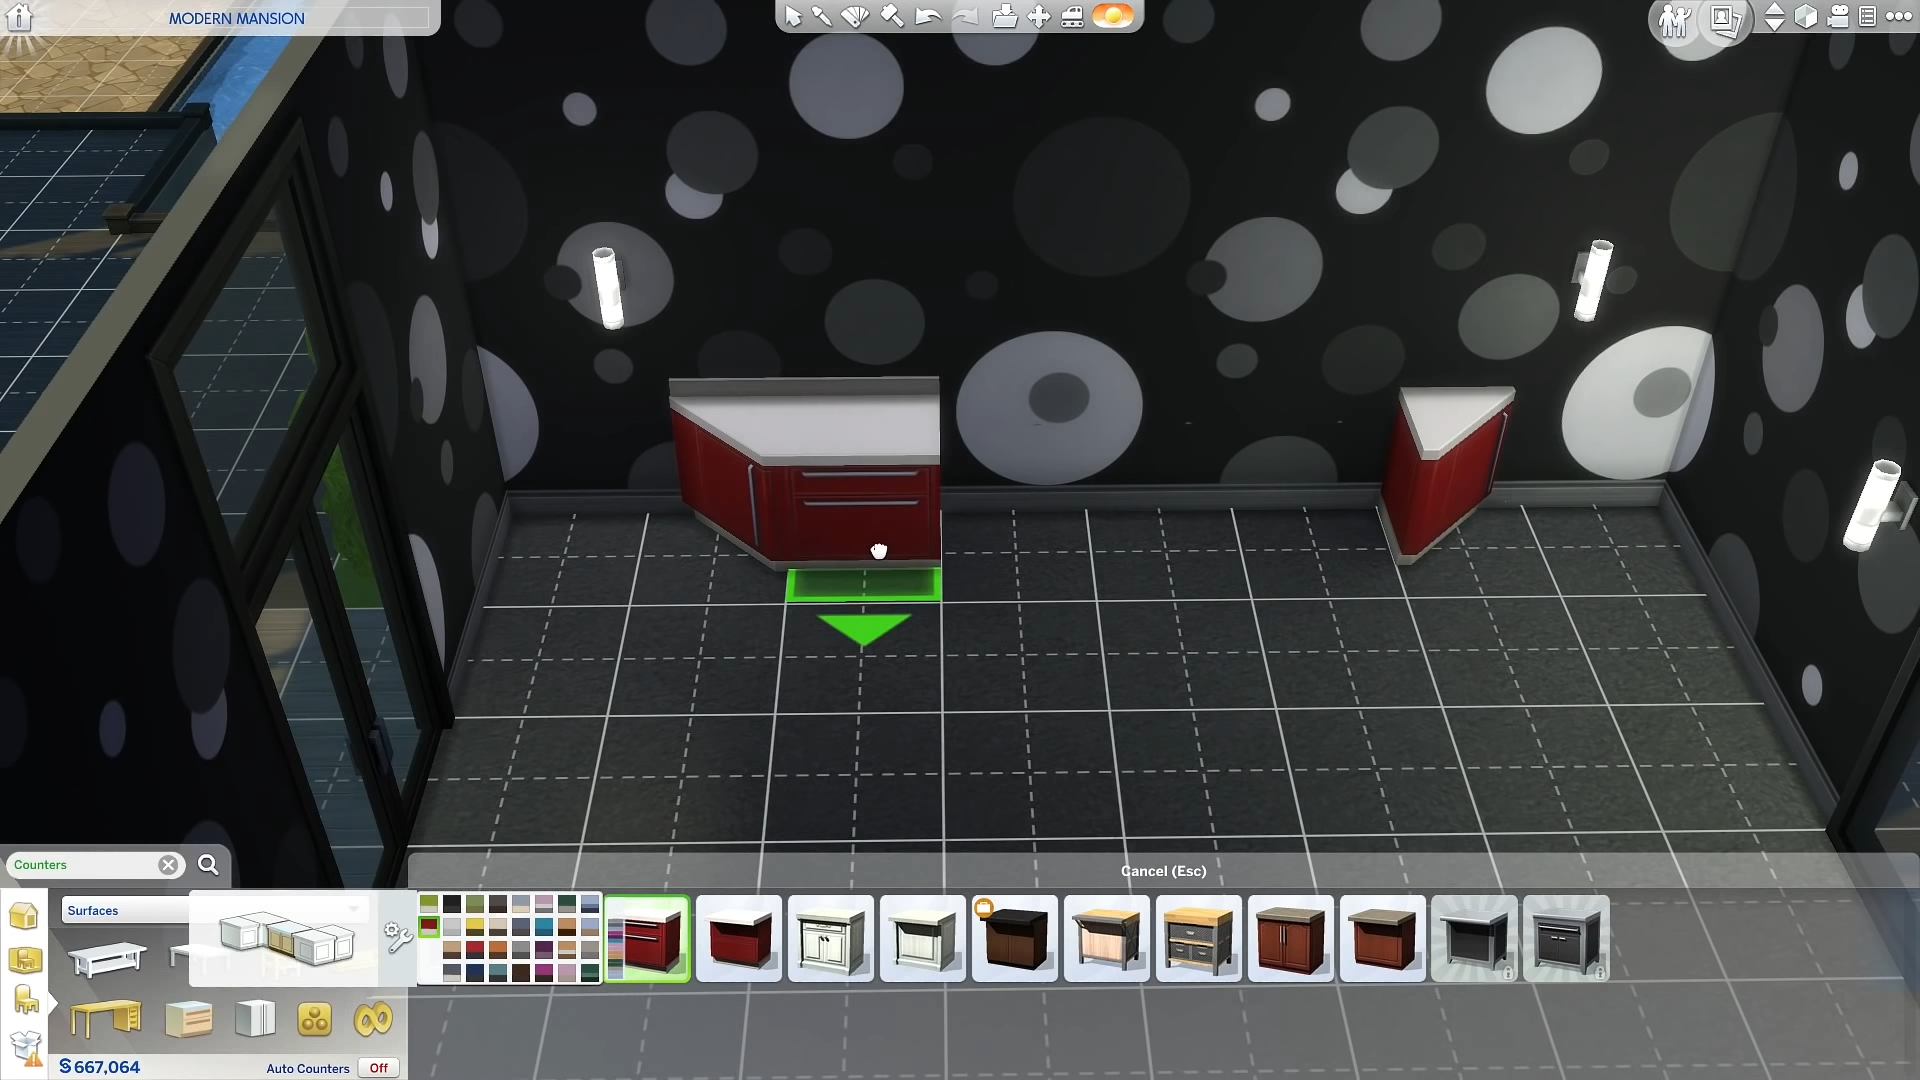 MODERN MANSION
Cancel (Esc)
Counters
Surfaces
§667,064
Auto Counters Off